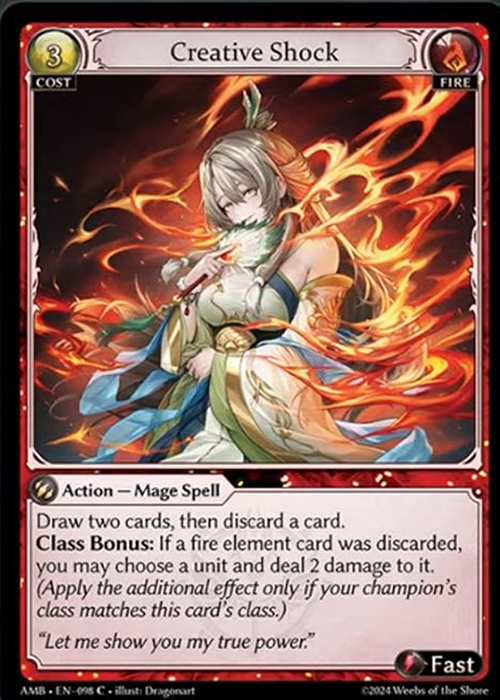 3
Creative Shock
COST
FIRE
Action — Mage Spell
Draw two cards, then discard a card.
Class Bonus: If a fire element card was discarded,
you may choose a unit and deal 2 damage to it.
(Apply the additional effect only if your champion's
class matches this card's class.)
“Let me show you my true power.”
Fast
AMB • EN-098 C • illust: Dragonart
©2024 Weebs of the Shore